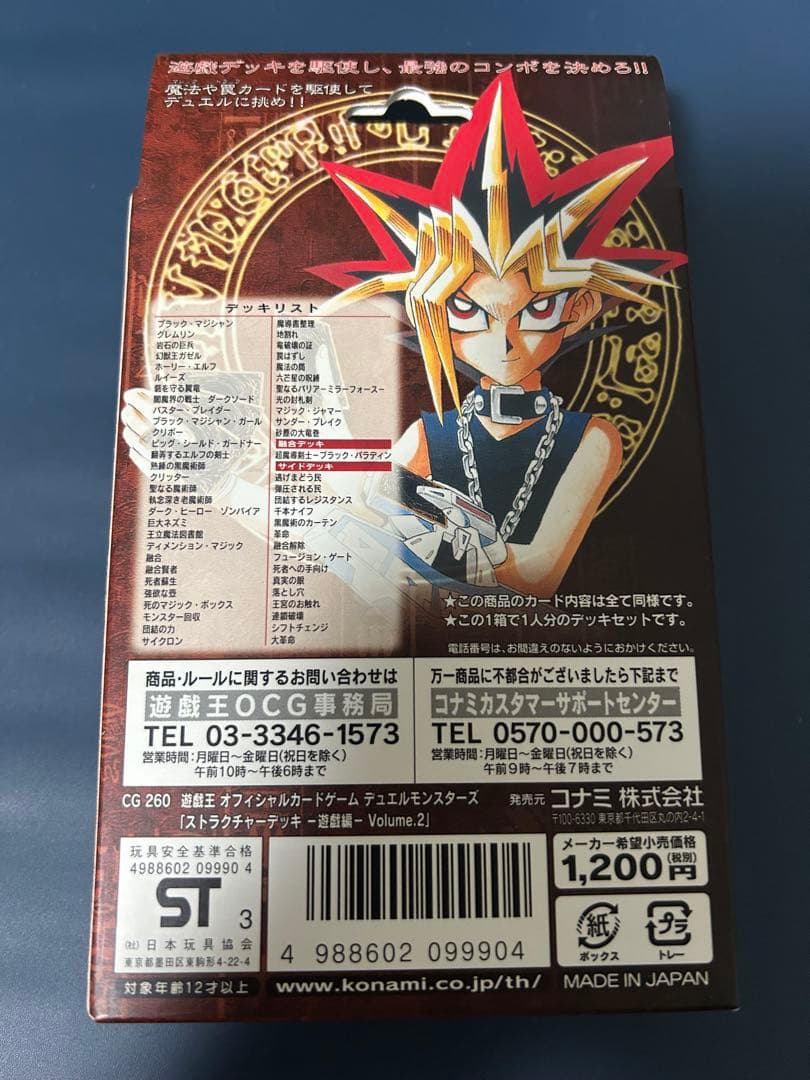 遊戯デッキを駆使し、最強のコンボを決めろ!!
魔法や罠カードを駆使して
デュエルに挑め!!
デッキリスト
ブラック・マジシャン
グレムリン
岩石の巨兵
幻獣王ガゼル
ホーリー・エルフ
ルイーズ
砦を守る翼竜
闇魔界の戦士 ダークソード
バスター・ブレイダー
ブラック・マジシャン・ガール
クリボー
ビッグ・シールド・ガードナー
翻弄するエルフの剣士
熟練の黒魔術師
クリッター
聖なる魔術師
執念深き老魔術師
ダーク・ヒーロー ゾンバイア
巨大ネズミ
王立魔法図書館
ディメンション・マジック
融合
融合賢者
死者蘇生
強欲な壺
死のマジック・ボックス
モンスター回収
団結の力
サイクロン
魔導書整理
地割れ
竜破壊の証
罠はずし
魔法の筒
六芒星の呪縛
聖なるバリアーミラーフォースー
光の封札剣
マジック・ジャマー
サンダー・ブレイク
砂塵の大竜巻
融合デッキ
超魔導剣士-ブラック・パラディン
サイドデッキ
逃げまどう民
弾圧される民
団結するレジスタンス
千本ナイフ
黒魔術のカーテン
革命
融合解除
フュージョン・ゲート
死者への手向け
真実の眼
落とし穴
王宮のお触れ
連鎖破壊
シフトチェンジ
大革命
★この商品のカード内容は全て同様です。
★この1箱で1人分のデッキセットです。
電話番号は、お間違えのないようにおかけください。
商品・ルールに関するお問い合わせは
遊戯王OCG事務局
TEL 03-3346-1573
営業時間:月曜日〜金曜日(祝日を除く)
午前10時〜午後6時まで
万一商品に不都合がございましたら下記まで
コナミカスタマーサポートセンター
TEL 0570-000-573
営業時間:月曜日〜金曜日(祝日を除く)
午前9時〜午後7時まで
CG 260 遊戯王 オフィシャルカードゲーム デュエルモンスターズ
「ストラクチャーデッキ -遊戯編- Volume.2」
発売元 コナミ 株式会社
〒100-6330 東京都千代田区丸の内2-4-1
玩具安全基準合格
4988602 09990 4
ST 3
(社)日本玩具協会
東京都墨田区東駒形4-22-4
対象年齢12才以上
4 988602 099904
www.konami.co.jp/th/
メーカー希望小売価格
1,200円(税別)
紙
ボックス
プラ
トレー
MADE IN JAPAN